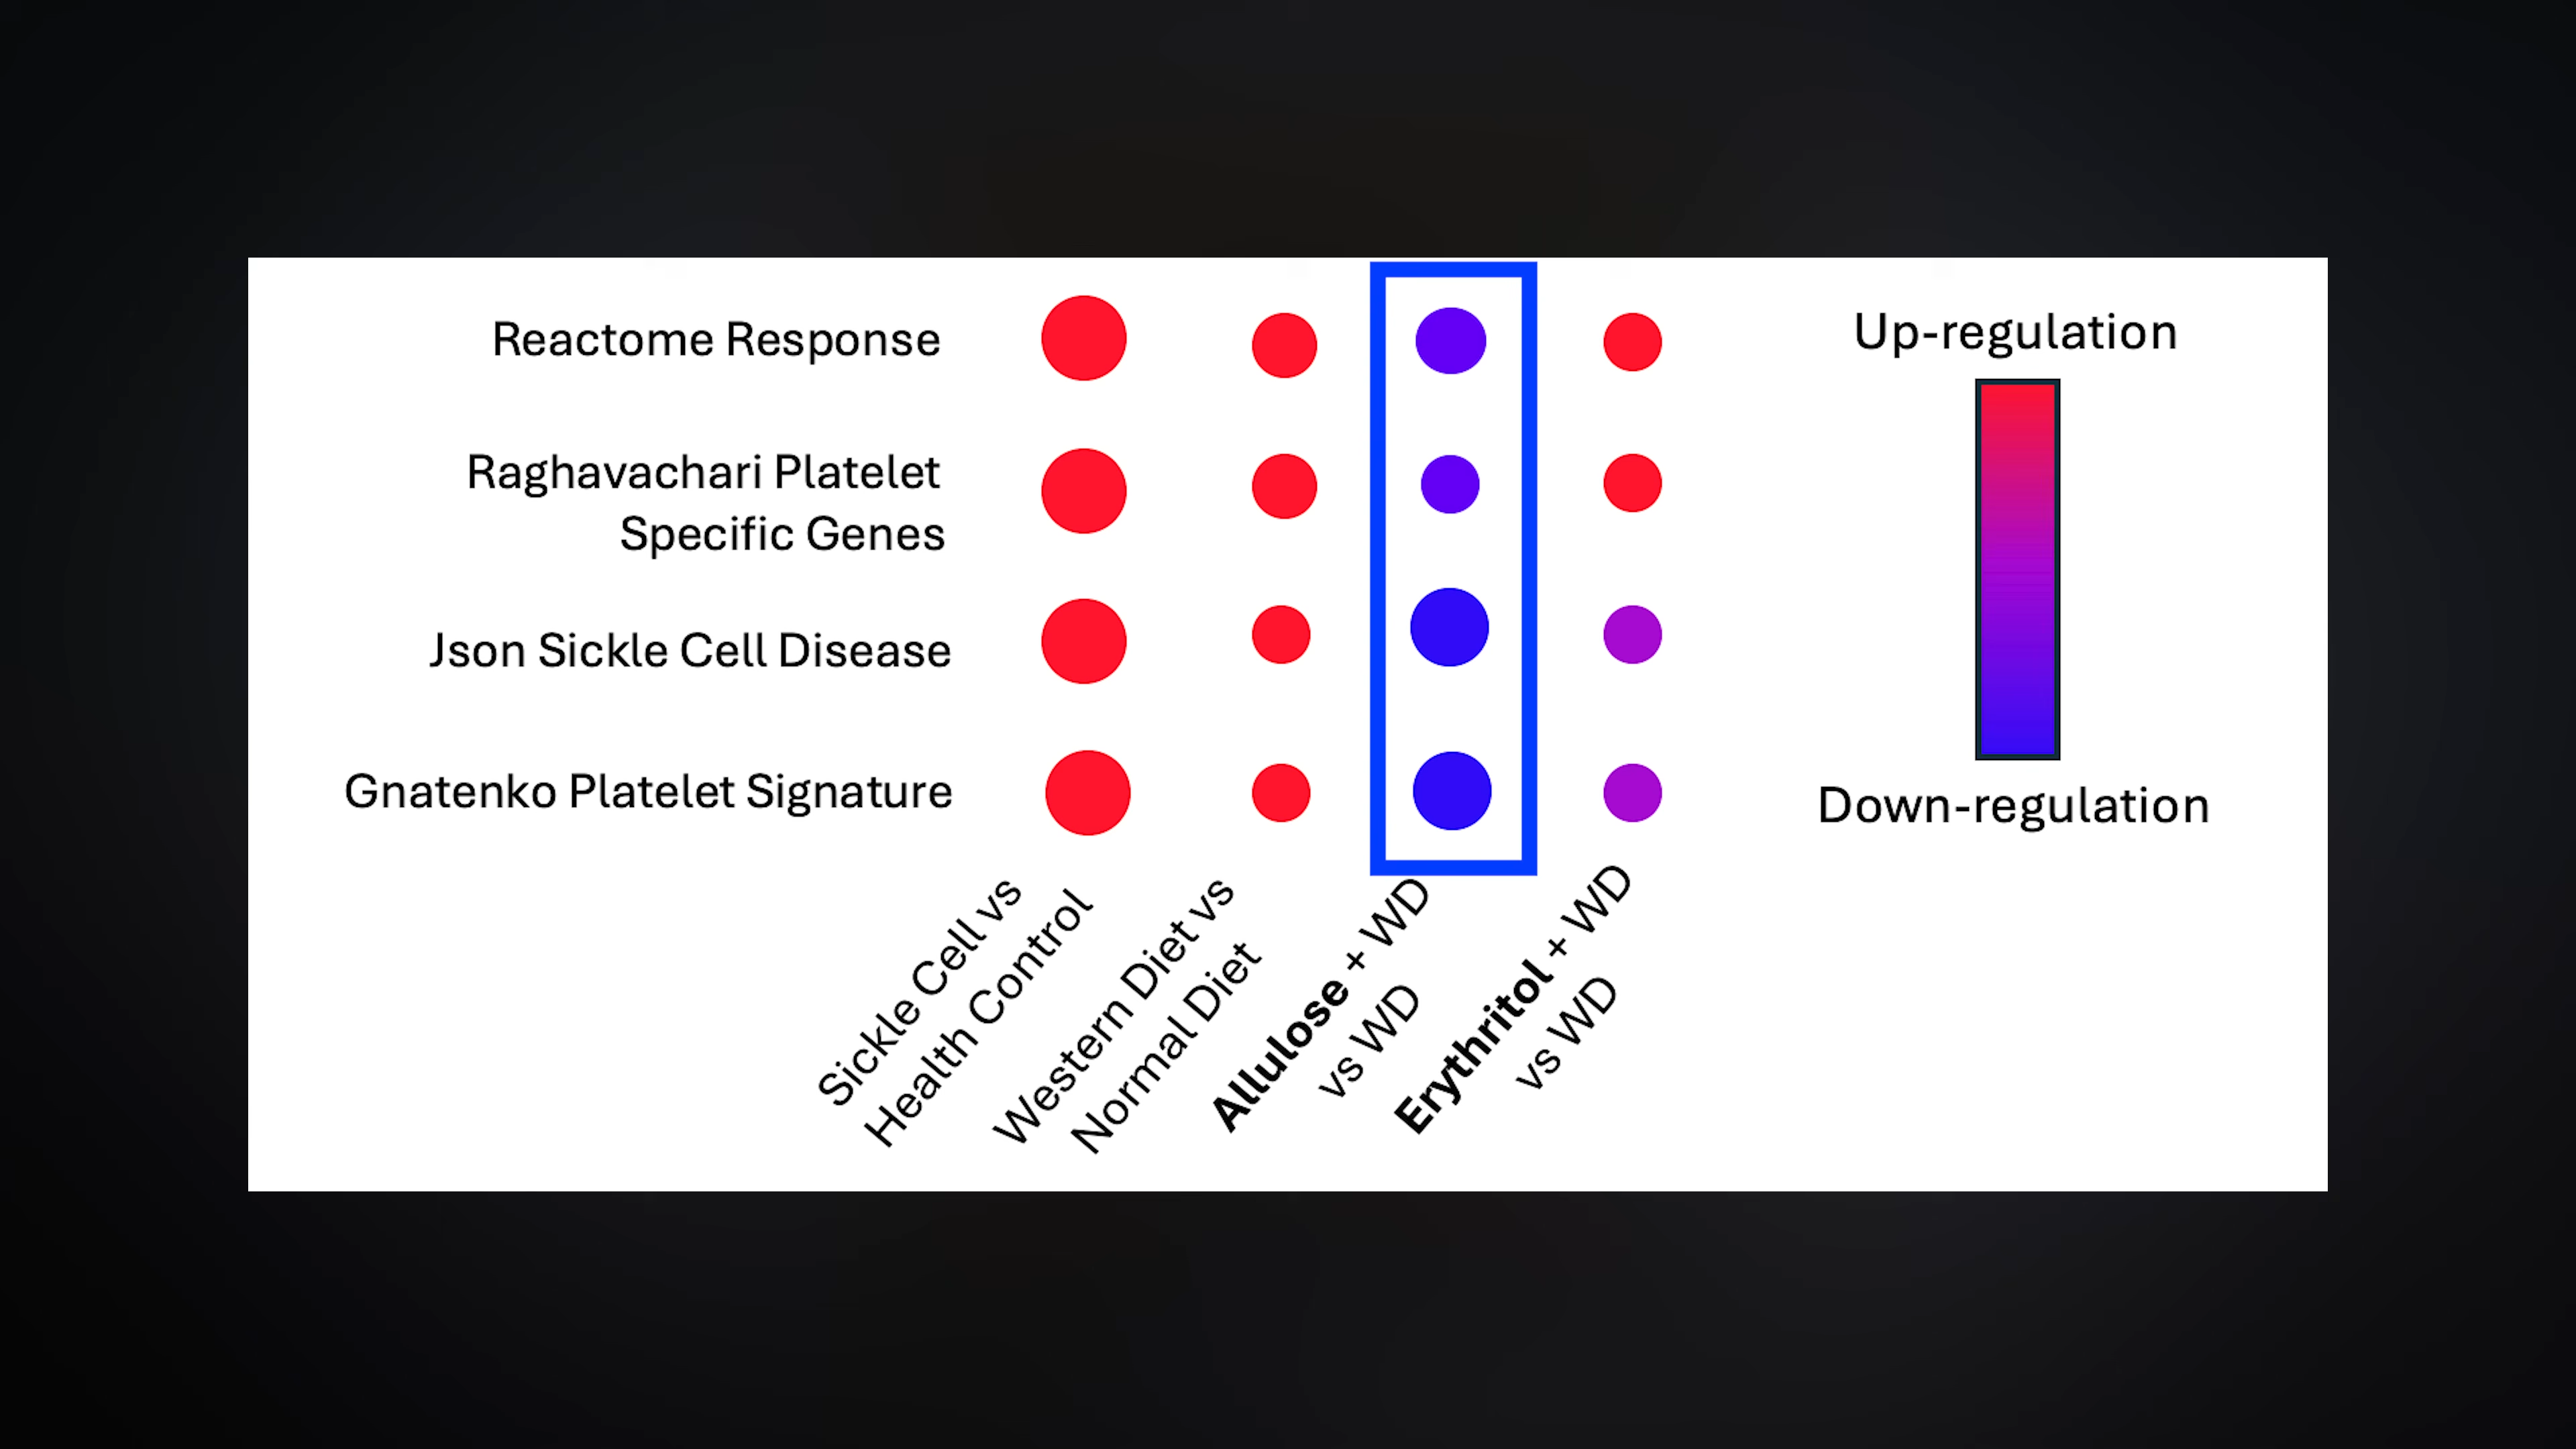 Reactome Response
Raghavachari Platelet
Specific Genes
Json Sickle Cell Disease
Gnatenko Platelet Signature
Sickle Cell vs
Health Control
Western Diet vs
Normal Diet
Allulose + WD
vs WD
Erythritol + WD
vs WD
Up-regulation
Down-regulation